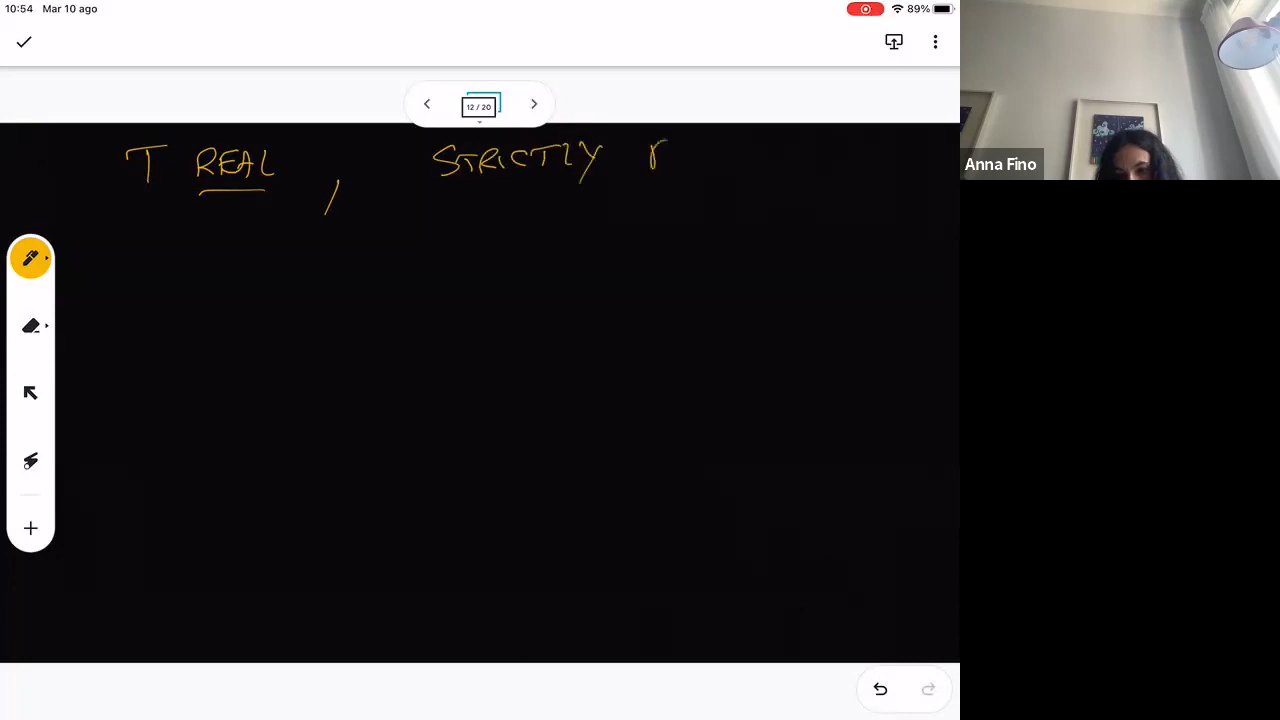 10:54 Mar 10 ago
89%
12 / 20
T REAL , STRICTLY
Anna Fino